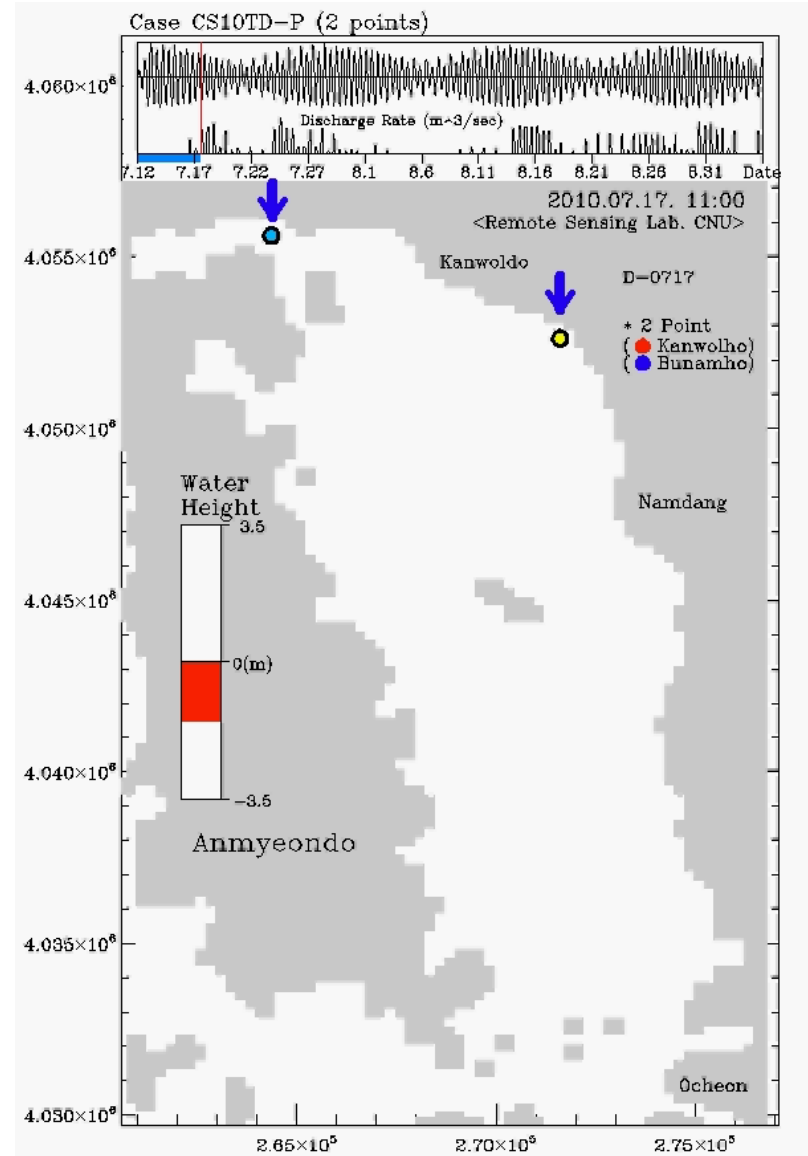 Case CS10TD-P (2 points)
4.060×10⁶
Discharge Rate (m^3/sec)
7.12 7.17 7.22 7.27 8.1 8.6 8.11 8.16 8.21 8.26 8.31 Date
2010.07.17. 11:00
<Remote Sensing Lab. CNU>
4.055×10⁶
Kanwoldo
D-0717
* 2 Point
( Kanwolho)
( Bunamho)
4.050×10⁶
Water
Height
3.5
Namdang
4.045×10⁶
0(m)
4.040×10⁶
-3.5
Anmyeondo
4.035×10⁶
Ocheon
4.030×10⁶
2.65×10⁵ 2.70×10⁵ 2.75×10⁵